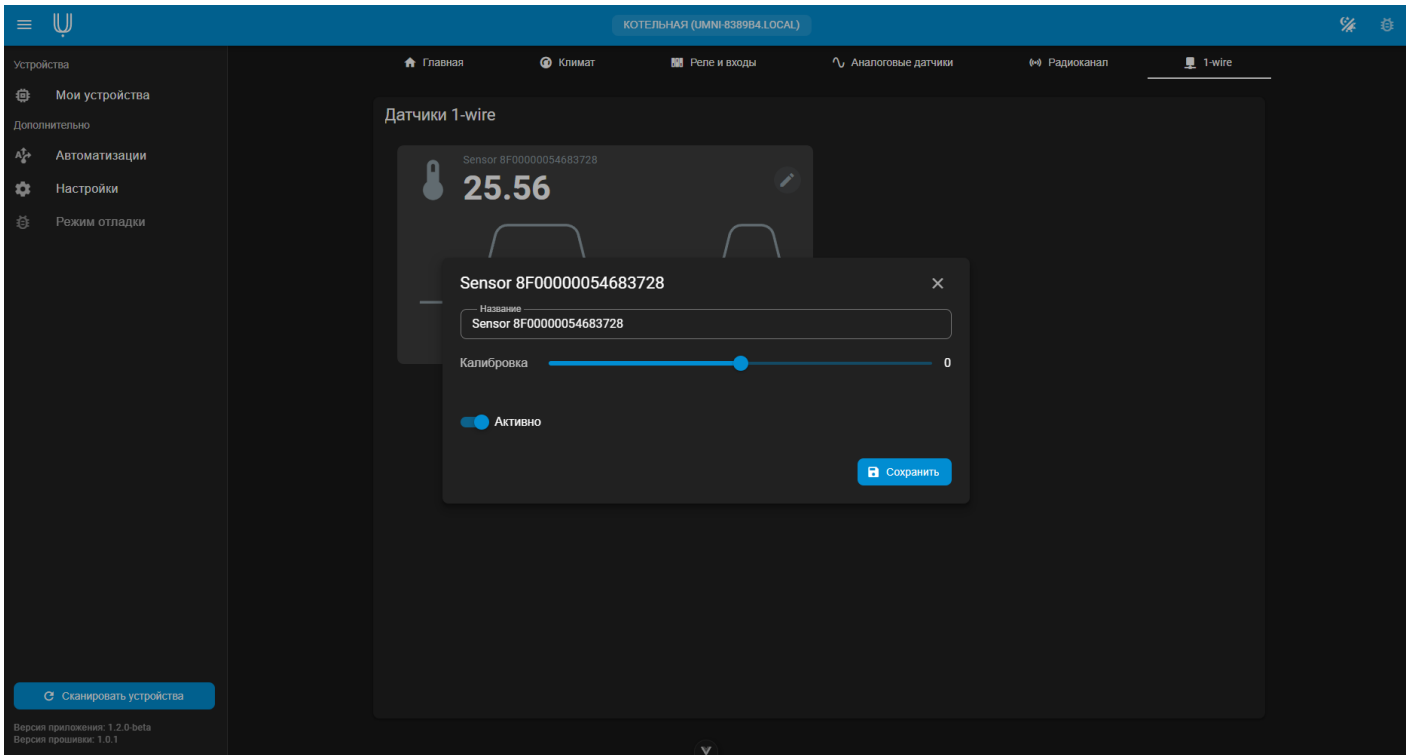 КОТЕЛЬНАЯ (UMNI-8389B4.LOCAL)
Устройства
Мои устройства
Дополнительно
Автоматизации
Настройки
Режим отладки
Главная
Климат
Реле и входы
Аналоговые датчики
Радиоканал
1-wire
Датчики 1-wire
Sensor 8F00000054683728
25.56
Sensor 8F00000054683728
Название
Sensor 8F00000054683728
Калибровка
0
Активно
Сохранить
Сканировать устройства
Версия приложения: 1.2.0-beta
Версия прошивки: 1.0.1